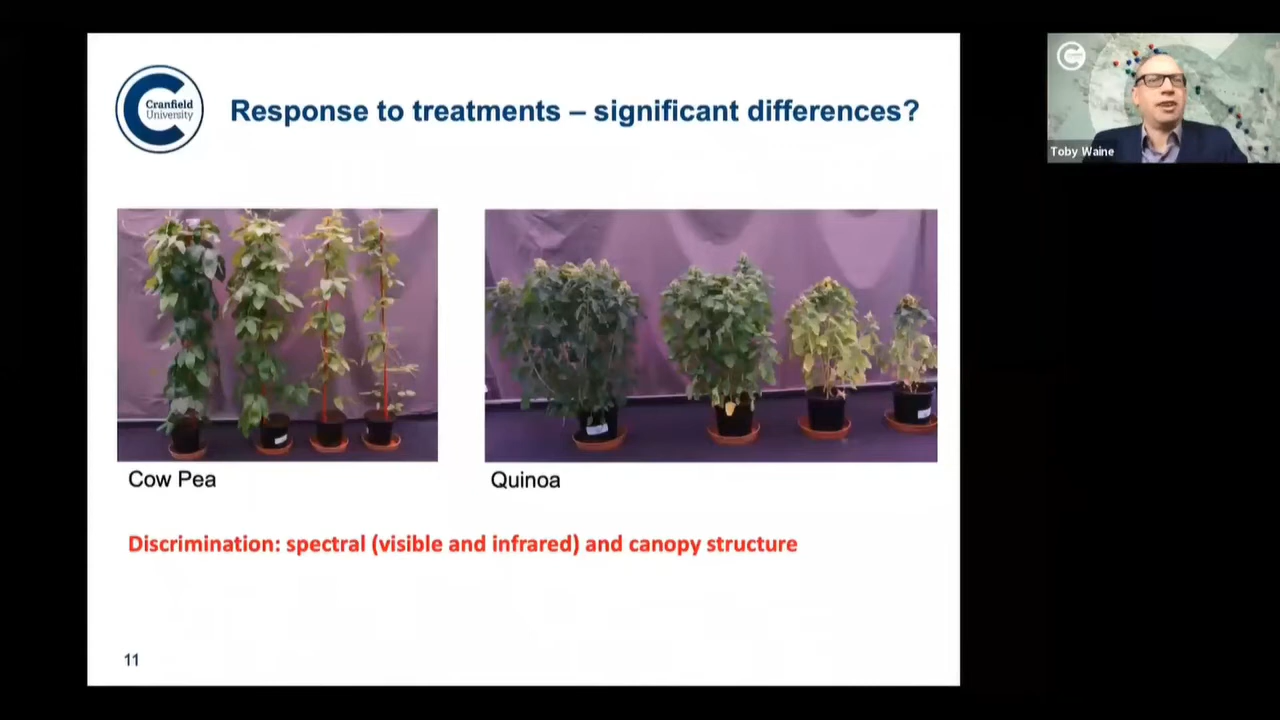 Cranfield
University
Response to treatments – significant differences?
Toby Waine
Cow Pea
Quinoa
Discrimination: spectral (visible and infrared) and canopy structure
11